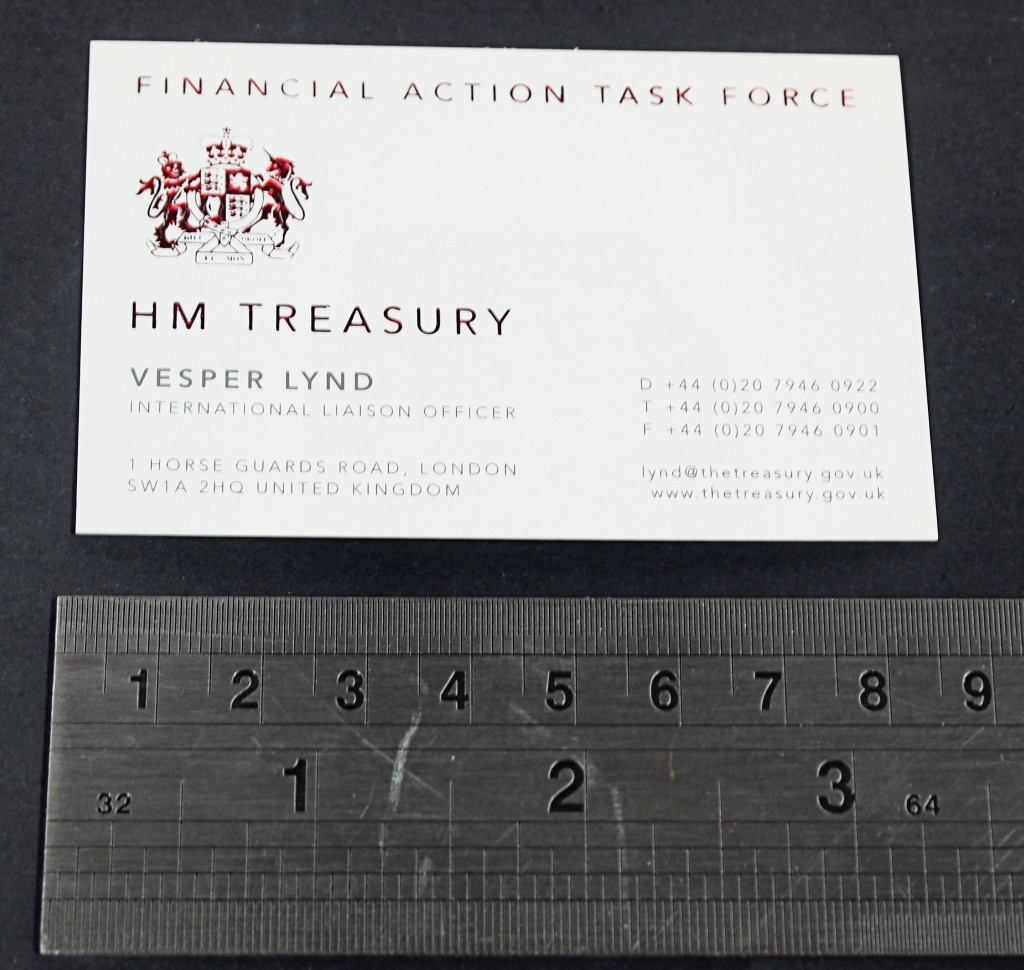 FINANCIAL ACTION TASK FORCE
HM TREASURY
VESPER LYND
INTERNATIONAL LIAISON OFFICER
1 HORSE GUARDS ROAD, LONDON
SW1A 2HQ UNITED KINGDOM
D +44 (0)20 7946 0922
T +44 (0)20 7946 0900
F +44 (0)20 7946 0901
lynd@thetreasury.gov.uk
www.thetreasury.gov.uk
1 2 3 4 5 6 7 8 9
32 1 2 3 64